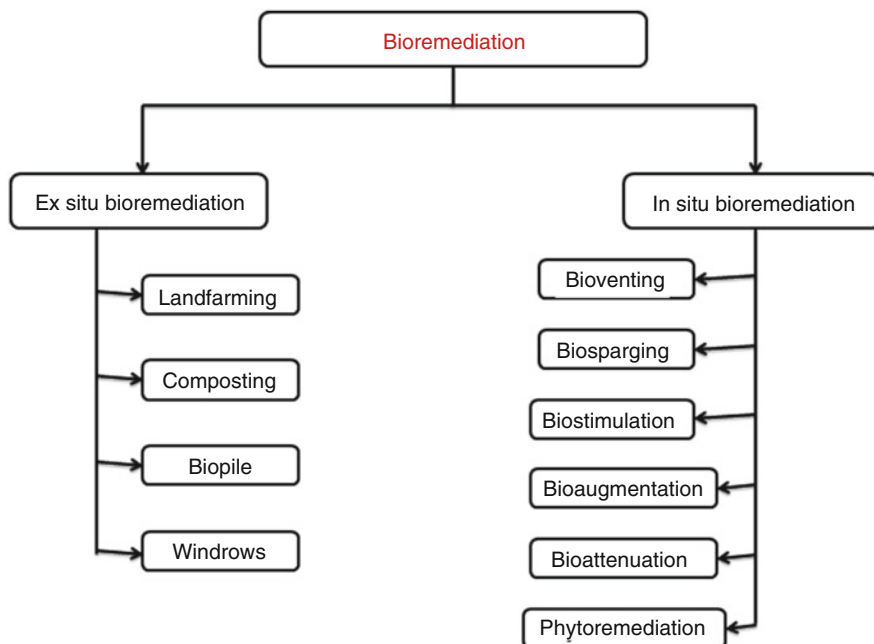 Bioremediation
Ex situ bioremediation
Landfarming
Composting
Biopile
Windrows
In situ bioremediation
Bioventing
Biosparging
Biostimulation
Bioaugmentation
Bioattenuation
Phytoremediation